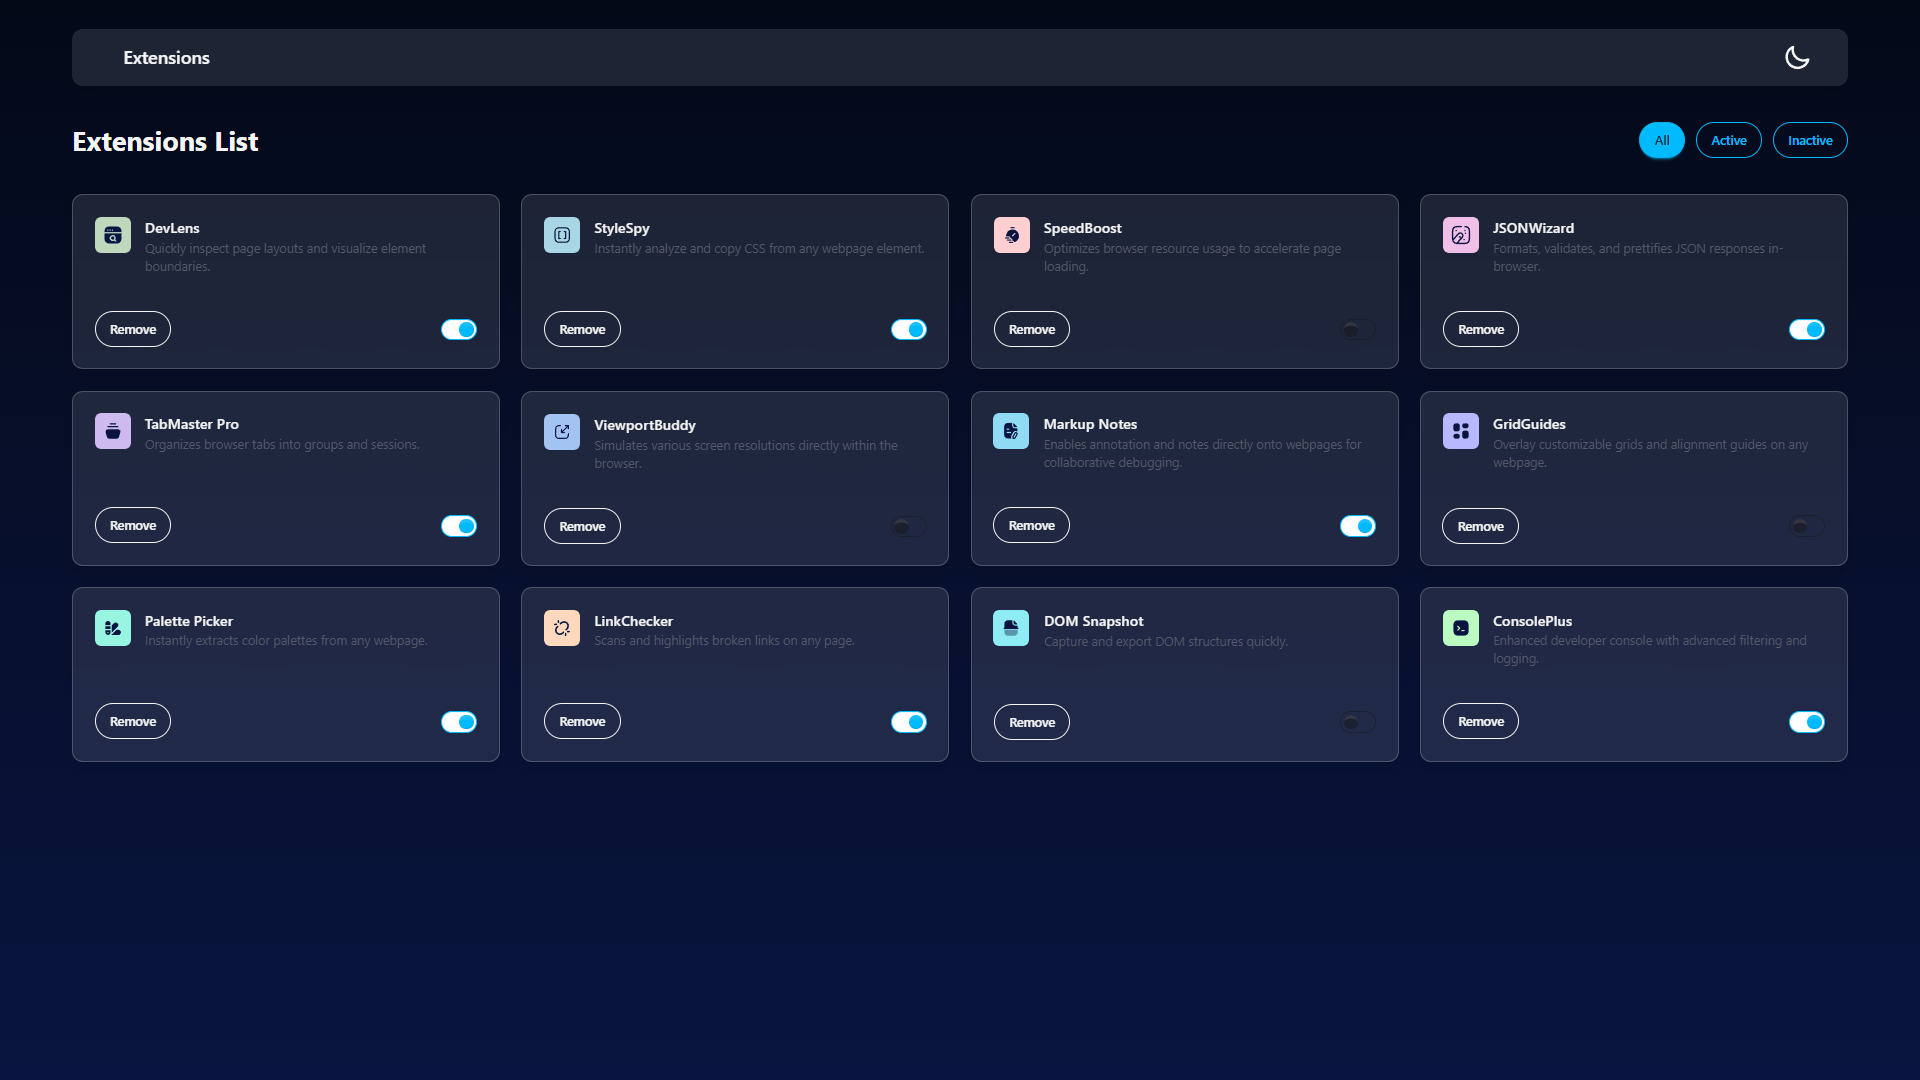 Extensions
Extensions List
All
Active
Inactive
DevLens
Quickly inspect page layouts and visualize element
boundaries.
Remove
StyleSpy
Instantly analyze and copy CSS from any webpage element.
Remove
SpeedBoost
Optimizes browser resource usage to accelerate page
loading.
Remove
JSONWizard
Formats, validates, and prettifies JSON responses in-
browser.
Remove
TabMaster Pro
Organizes browser tabs into groups and sessions.
Remove
ViewportBuddy
Simulates various screen resolutions directly within the
browser.
Remove
Markup Notes
Enables annotation and notes directly onto webpages for
collaborative debugging.
Remove
GridGuides
Overlay customizable grids and alignment guides on any
webpage.
Remove
Palette Picker
Instantly extracts color palettes from any webpage.
Remove
LinkChecker
Scans and highlights broken links on any page.
Remove
DOM Snapshot
Capture and export DOM structures quickly.
Remove
ConsolePlus
Enhanced developer console with advanced filtering and
logging.
Remove